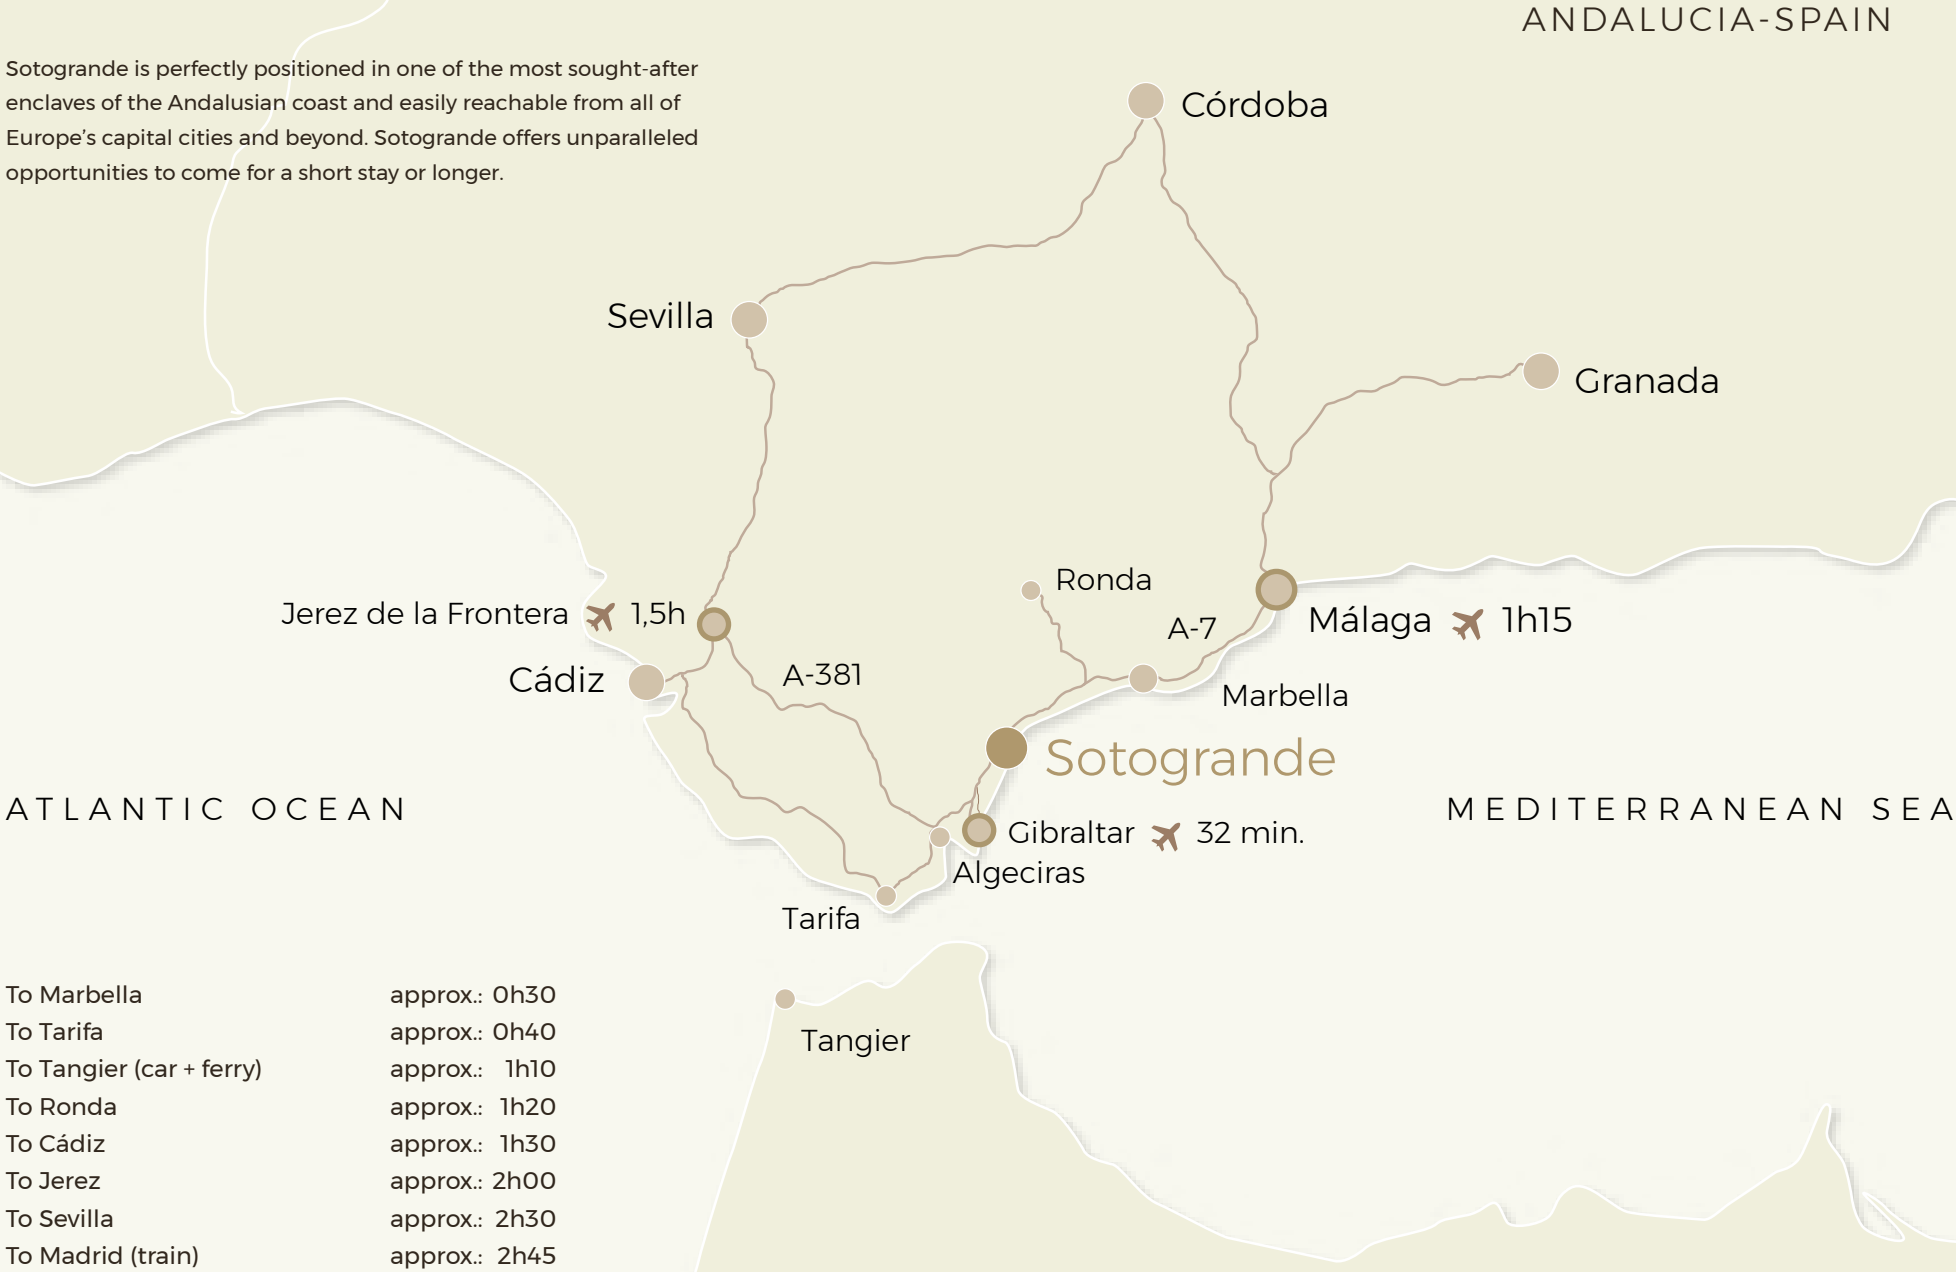 ANDALUCIA-SPAIN
Sotogrande is perfectly positioned in one of the most sought-after
enclaves of the Andalusian coast and easily reachable from all of
Europe’s capital cities and beyond. Sotogrande offers unparalleled
opportunities to come for a short stay or longer.
Córdoba
Sevilla
Granada
Ronda
Jerez de la Frontera 1,5h
A-7
Málaga 1h15
Cádiz
A-381
Marbella
Sotogrande
ATLANTIC OCEAN
MEDITERRANEAN SEA
Gibraltar 32 min.
Algeciras
Tarifa
Tangier
To Marbella approx.: 0h30
To Tarifa approx.: 0h40
To Tangier (car + ferry) approx.: 1h10
To Ronda approx.: 1h20
To Cádiz approx.: 1h30
To Jerez approx.: 2h00
To Sevilla approx.: 2h30
To Madrid (train) approx.: 2h45